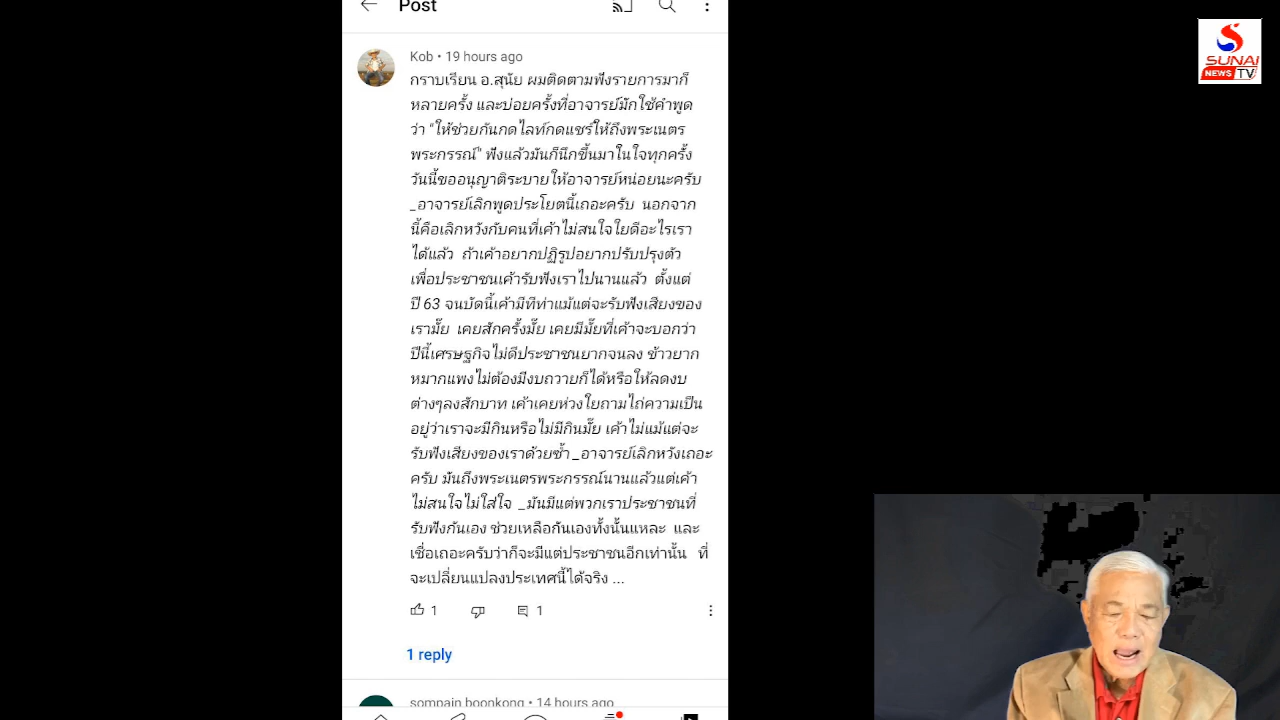 Post
SUNAI
NEWS TV
Kob • 19 hours ago
กราบเรียน อ.สุนัย ผมติดตามฟังรายการมาก็
หลายครั้ง และบ่อยครั้งที่อาจารย์มักใช้คำพูด
ว่า "ให้ช่วยกันกดไลท์กดแชร์ให้ถึงพระเนตร
พระกรรณ์" ฟังแล้วมันก็นึกขึ้นมาในใจทุกครั้ง
วันนี้ขออนุญาติระบายให้อาจารย์หน่อยนะครับ
_อาจารย์เลิกพูดประโยตนี้เถอะครับ นอกจาก
นี้คือเลิกหวังกับคนที่เค้าไม่สนใจใยดีอะไรเรา
ได้แล้ว ถ้าเค้าอยากปฏิรูปอยากปรับปรุงตัว
เพื่อประชาชนเค้ารับฟังเราไปนานแล้ว ตั้งแต่
ปี 63 จนบัดนี้เค้ามีทีท่าแม้แต่จะรับฟังเสียงของ
เรามั๊ย เคยสักครั้งมั๊ย เคยมีมั๊ยที่เค้าจะบอกว่า
ปีนี้เศรษฐกิจไม่ดีประชาชนยากจนลง ข้าวยาก
หมากแพงไม่ต้องมีงบถวายก็ได้หรือให้ลดงบ
ต่างๆลงสักบาท เค้าเคยห่วงใยถามไถ่ความเป็น
อยู่ว่าเราจะมีกินหรือไม่มีกินมั๊ย เค้าไม่แม้แต่จะ
รับฟังเสียงของเราด้วยซ้ำ _อาจารย์เลิกหวังเถอะ
ครับ มันถึงพระเนตรพระกรรณ์นานแล้วแต่เค้า
ไม่สนใจไม่ใส่ใจ _มันมีแต่พวกเราประชาชนที่
รับฟังกันเอง ช่วยเหลือกันเองทั้งนั้นแหละ และ
เชื่อเถอะครับว่าก็จะมีแต่ประชาชนอีกเท่านั้น ที่
จะเปลี่ยนแปลงประเทศนี้ได้จริง ...
1 1
1 reply
sompain boonkong • 14 hours ago